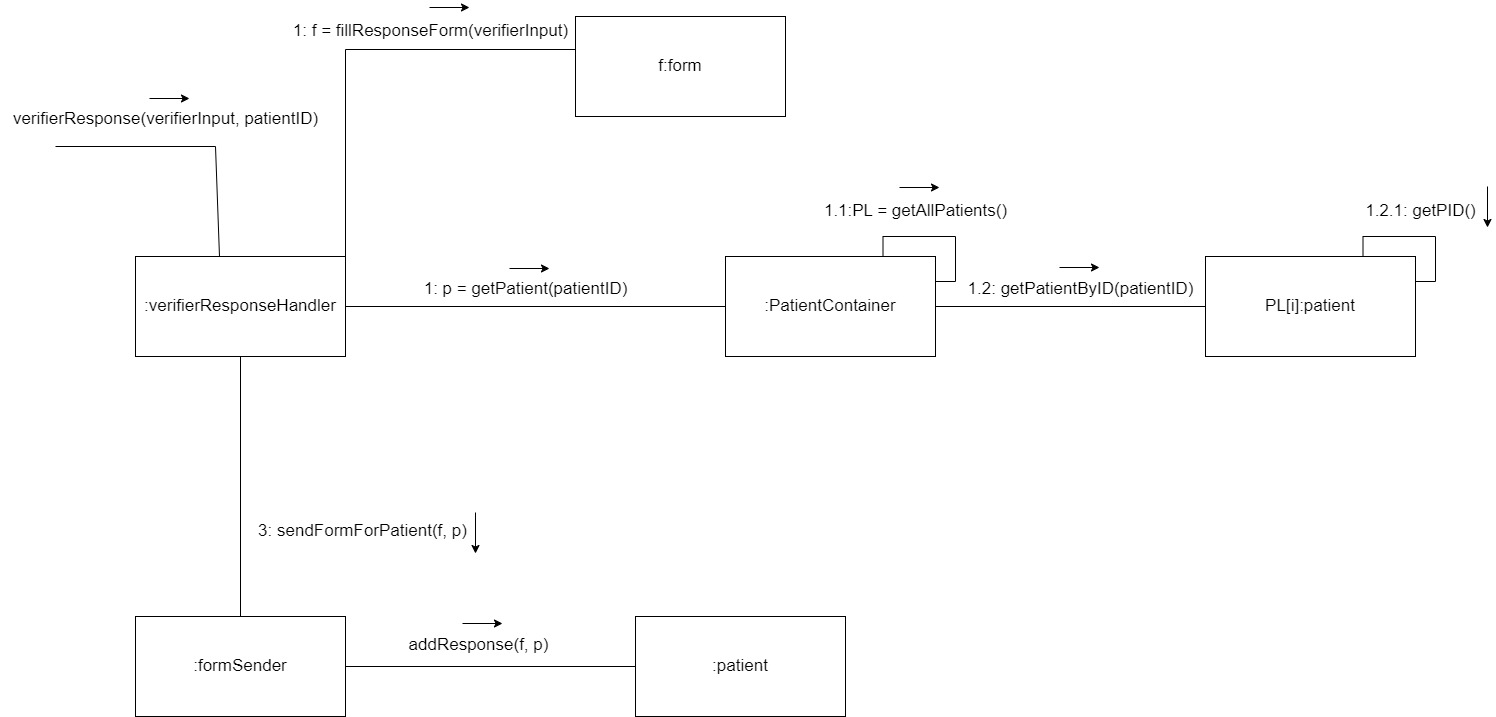 1: f = fillResponseForm(verifierInput)
f:form
verifierResponse(verifierInput, patientID)
1.1:PL = getAllPatients()
1.2.1: getPID()
:verifierResponseHandler
1: p = getPatient(patientID)
:PatientContainer
1.2: getPatientByID(patientID)
PL[i]:patient
3: sendFormForPatient(f, p)
:formSender
addResponse(f, p)
:patient